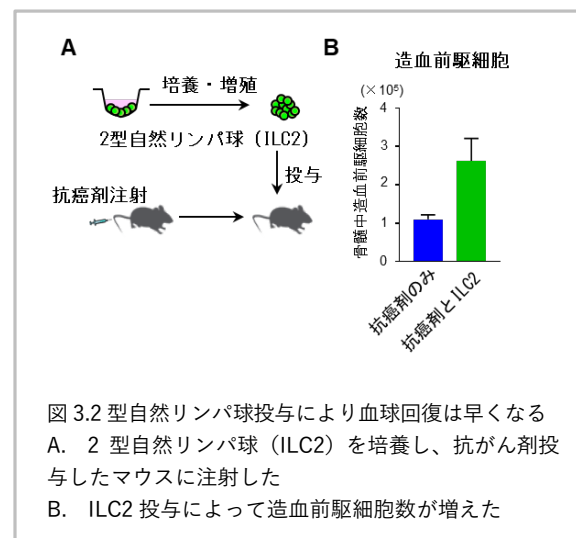 A
培養・増殖
2型自然リンパ球（ILC2）
投与
抗癌剤注射
B
造血前駆細胞
(×10⁵)
4
3
2
1
0
骨髄中造血前駆細胞数
抗癌剤のみ
抗癌剤とILC2
図 3.2 型自然リンパ球投与により血球回復は早くなる
A. 2 型自然リンパ球（ILC2）を培養し、抗がん剤投
与したマウスに注射した
B. ILC2 投与によって造血前駆細胞数が増えた